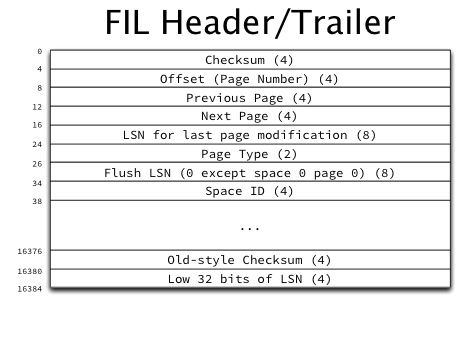 FIL Header/Trailer
0
Checksum (4)
4
Offset (Page Number) (4)
8
Previous Page (4)
12
Next Page (4)
16
LSN for last page modification (8)
24
Page Type (2)
26
Flush LSN (0 except space 0 page 0) (8)
34
Space ID (4)
38
...
16376
Old-style Checksum (4)
16380
Low 32 bits of LSN (4)
16384